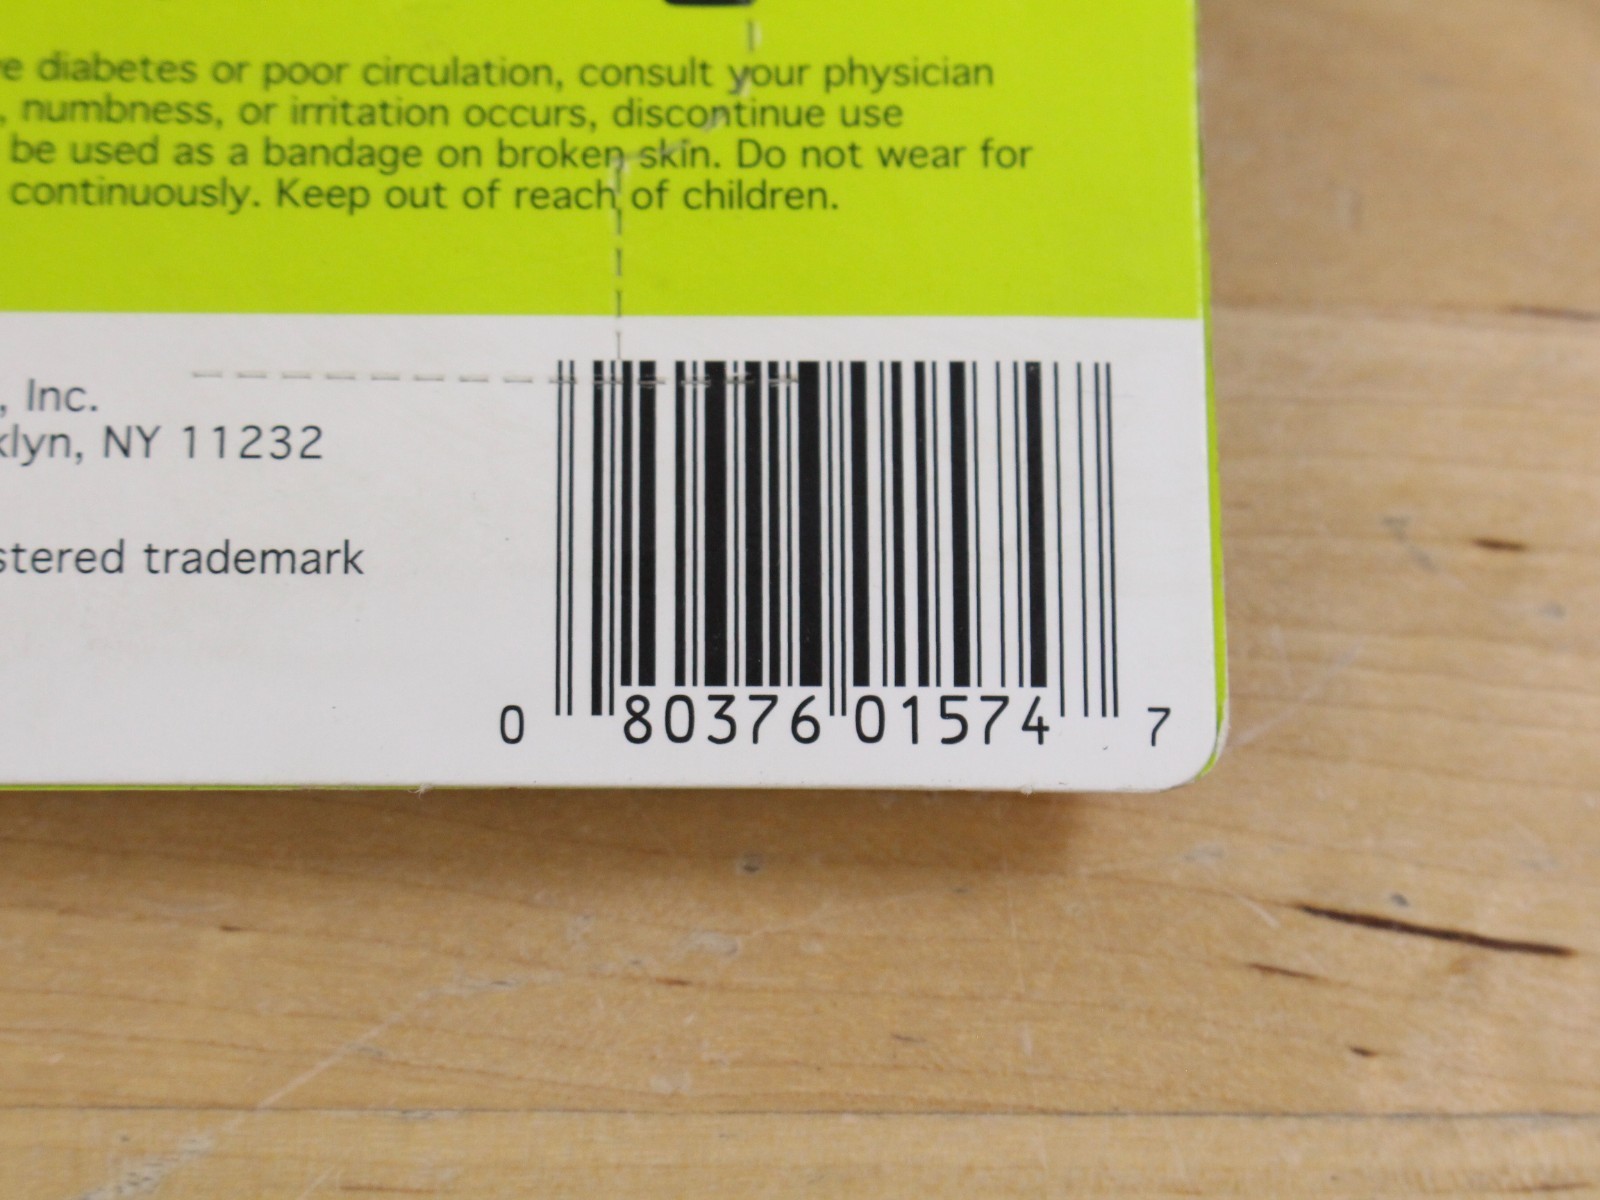 diabetes or poor circulation, consult your physician
, numbness, or irritation occurs, discontinue use
be used as a bandage on broken skin. Do not wear for
continuously. Keep out of reach of children.
, Inc.
klyn, NY 11232
stered trademark
0 80376 01574 7